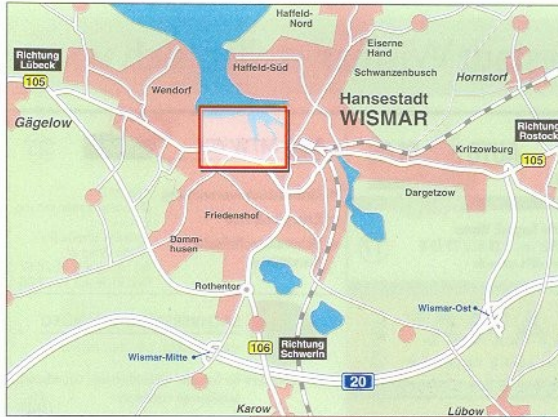 Haffeld-
Nord
Eiserne
Hand
Richtung
Lübeck
105
Haffeld-Süd
Schwanzenbusch
Hornstorf
Wendorf
Hansestadt
WISMAR
Gägelow
Richtung
Rostock
Kritzowburg
105
Dargetzow
Friedenshof
Damm-
husen
Rothentor
Wismar-Ost
106
Richtung
Schwerin
Wismar-Mitte
20
Karow
Lübow